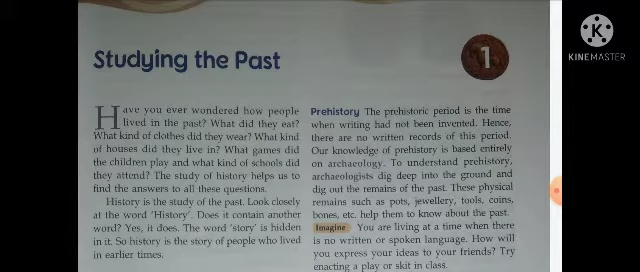 K
KINEMASTER
Studying the Past
1
Have you ever wondered how people
lived in the past? What did they eat?
What kind of clothes did they wear? What kind
of houses did they live in? What games did
the children play and what kind of schools did
they attend? The study of history helps us to
find the answers to all these questions.
History is the study of the past. Look closely
at the word 'History'. Does it contain another
word? Yes, it does. The word 'story' is hidden
in it. So history is the story of people who lived
in earlier times.
Prehistory The prehistoric period is the time
when writing had not been invented. Hence,
there are no written records of this period.
Our knowledge of prehistory is based entirely
on archaeology. To understand prehistory,
archaeologists dig deep into the ground and
dig out the remains of the past. These physical
remains such as pots, jewellery, tools, coins,
bones, etc. help them to know about the past.
Imagine You are living at a time when there
is no written or spoken language. How will
you express your ideas to your friends? Try
enacting a play or skit in class.